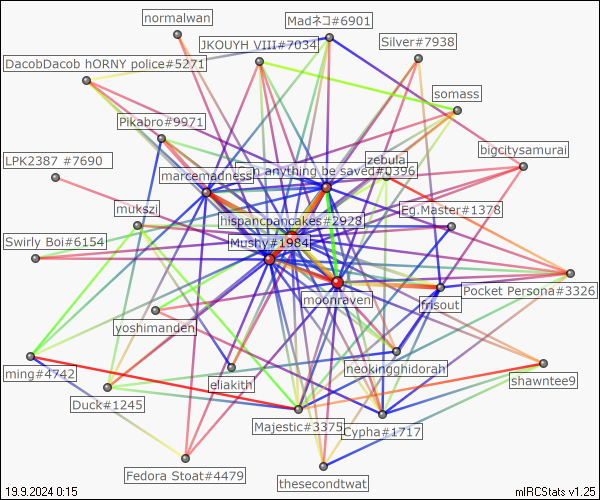 normalwan
Madネコ#6901
JKOUYH VIII#7034
Silver#7938
DacobDacob hORNY police#5271
somass
Pikabro#9971
bigcitysamurai
zebula
LPK2387 #7690
marcemadness
n anything be saved#0396
mukszi
Eg.Master#1378
hispancpancakes#2928
Swirly Boi#6154
Mushy#1984
Pocket Persona#3326
moonraven
frisout
yoshimanden
neokingghidorah
ming#4742
eliakith
shawntee9
Duck#1245
Majestic#3375
Cypha#1717
Fedora Stoat#4479
thesecondtwat
19.9.2024 0:15
mIRCStats v1.25